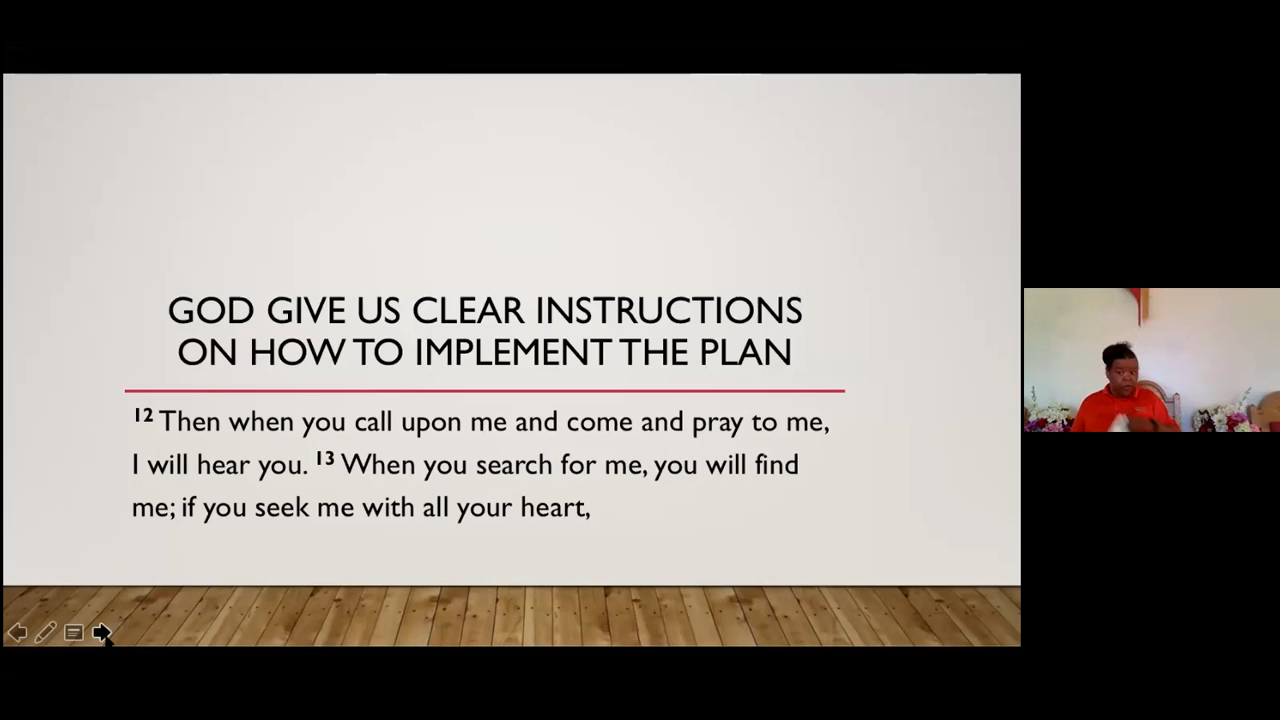 GOD GIVE US CLEAR INSTRUCTIONS
ON HOW TO IMPLEMENT THE PLAN
12 Then when you call upon me and come and pray to me,
I will hear you. 13 When you search for me, you will find
me; if you seek me with all your heart,